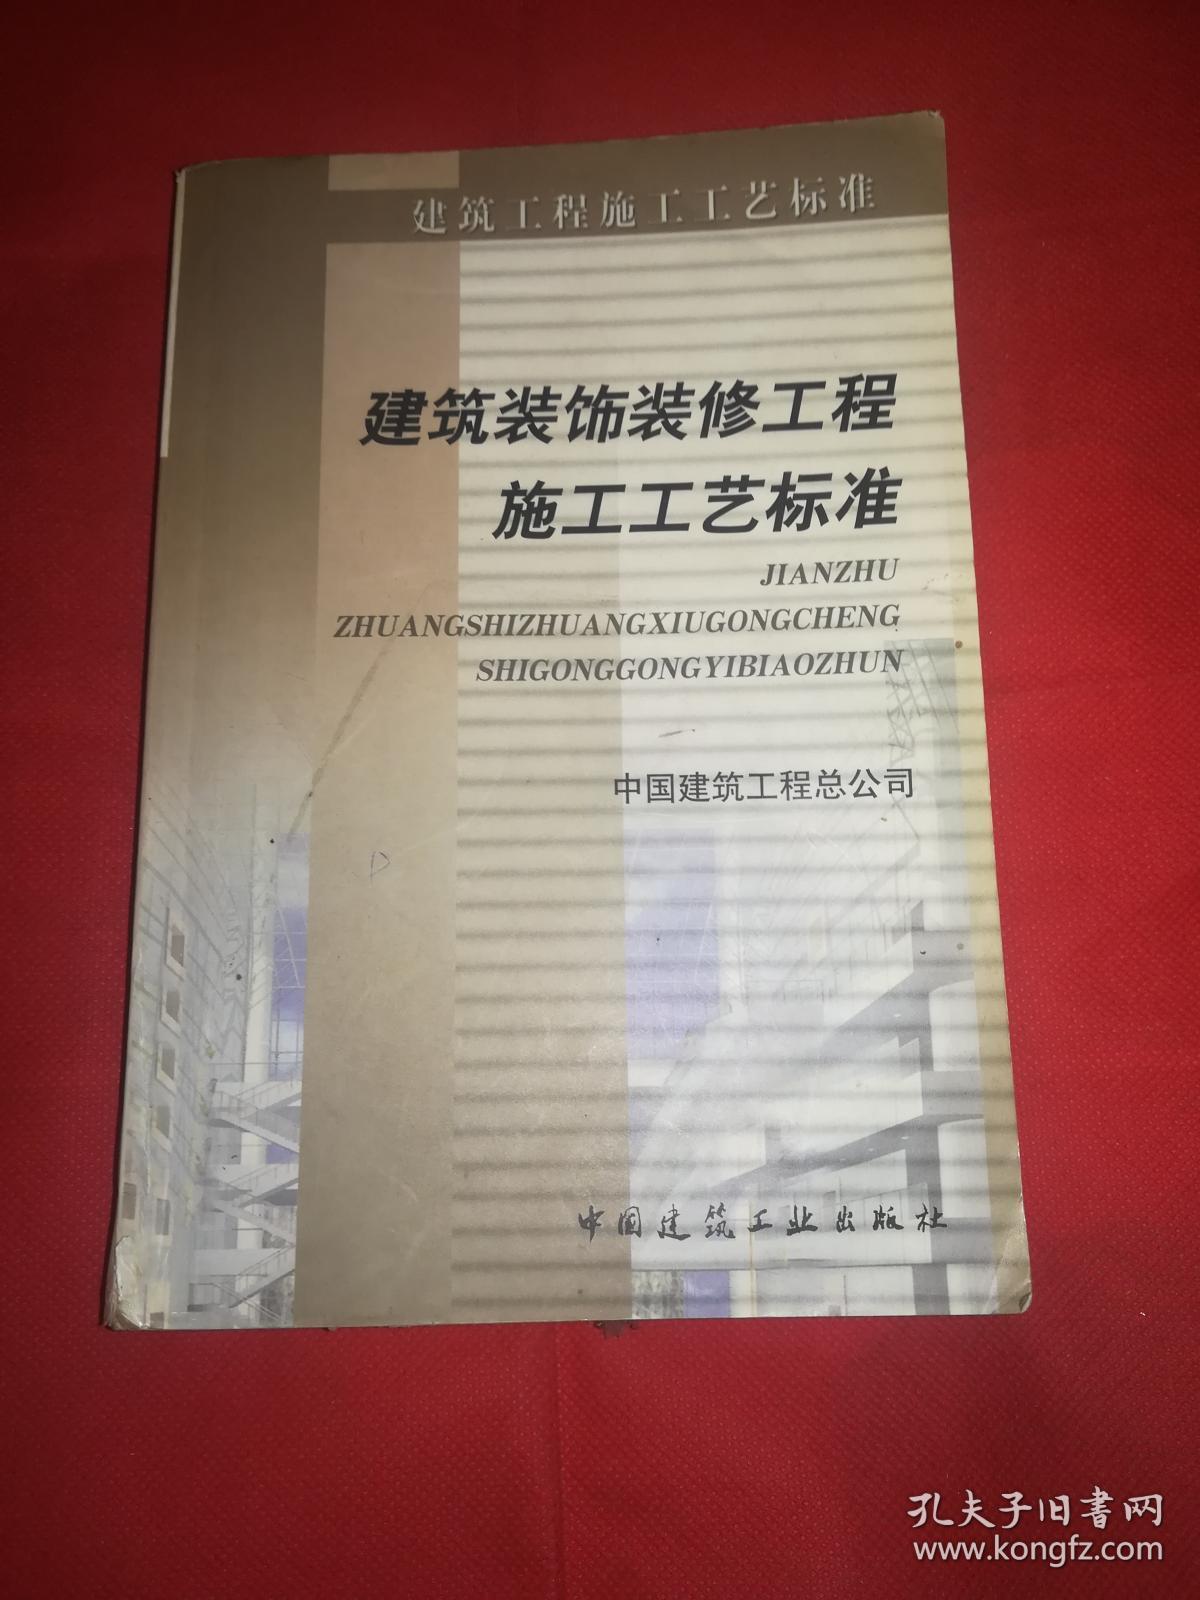 建筑工程施工工艺标准
建筑装饰装修工程
施工工艺标准
JIANZHU
ZHUANGSHIZHUANGXIUGONGCHENG
SHIGONGGONGYIBIAOZHUN
中国建筑工程总公司
中国建筑工业出版社
孔夫子旧书网
www.kongfz.com